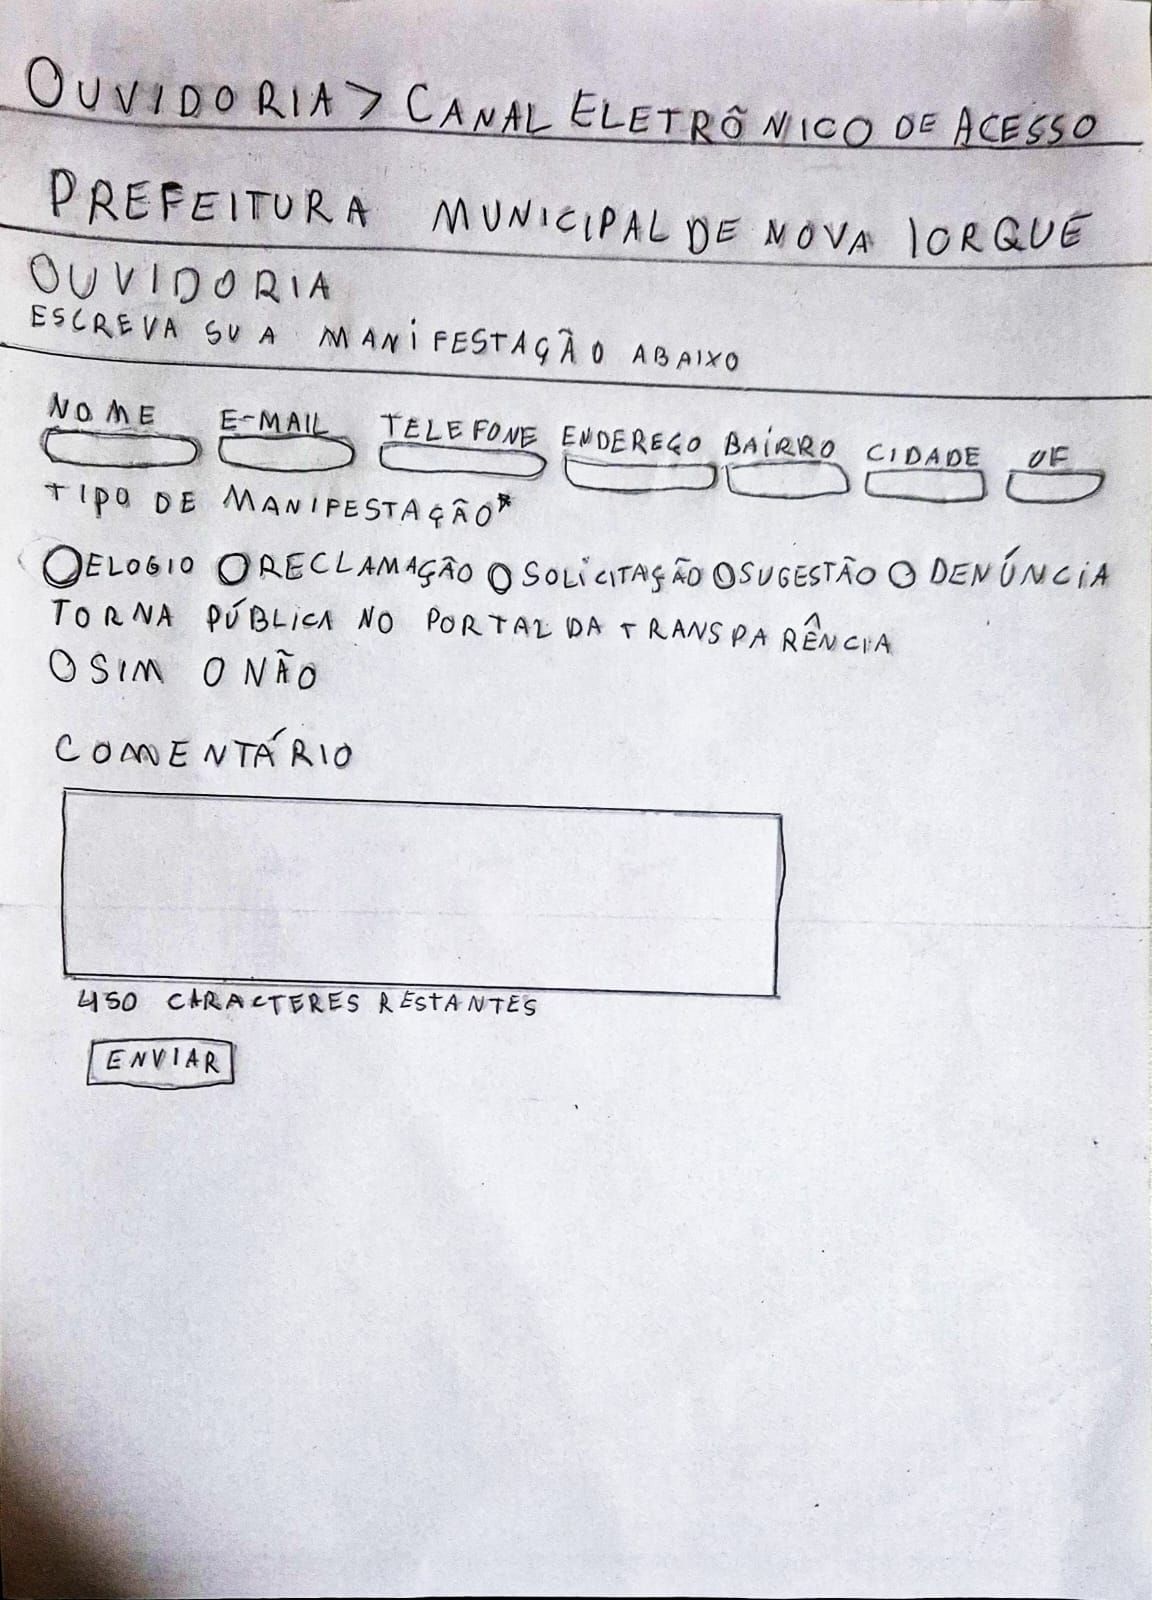 OUVIDORIA > CANAL ELETRÔNICO DE ACESSO
PREFEITURA MUNICIPAL DE NOVA IORQUE
OUVIDORIA
ESCREVA SUA MANIFESTAÇÃO ABAIXO
NOME E-MAIL TELEFONE ENDEREÇO BAÍRRO CIDADE UF
TIPO DE MANIFESTAÇÃO*
ELOGIO RECLAMAÇÃO SOLICITAÇÃO SUGESTÃO DENÚNCIA
TORNA PÚBLICA NO PORTAL DA TRANSPARÊNCIA
SIM NÃO
COMENTÁRIO
450 CARACTERES RESTANTES
ENVIAR